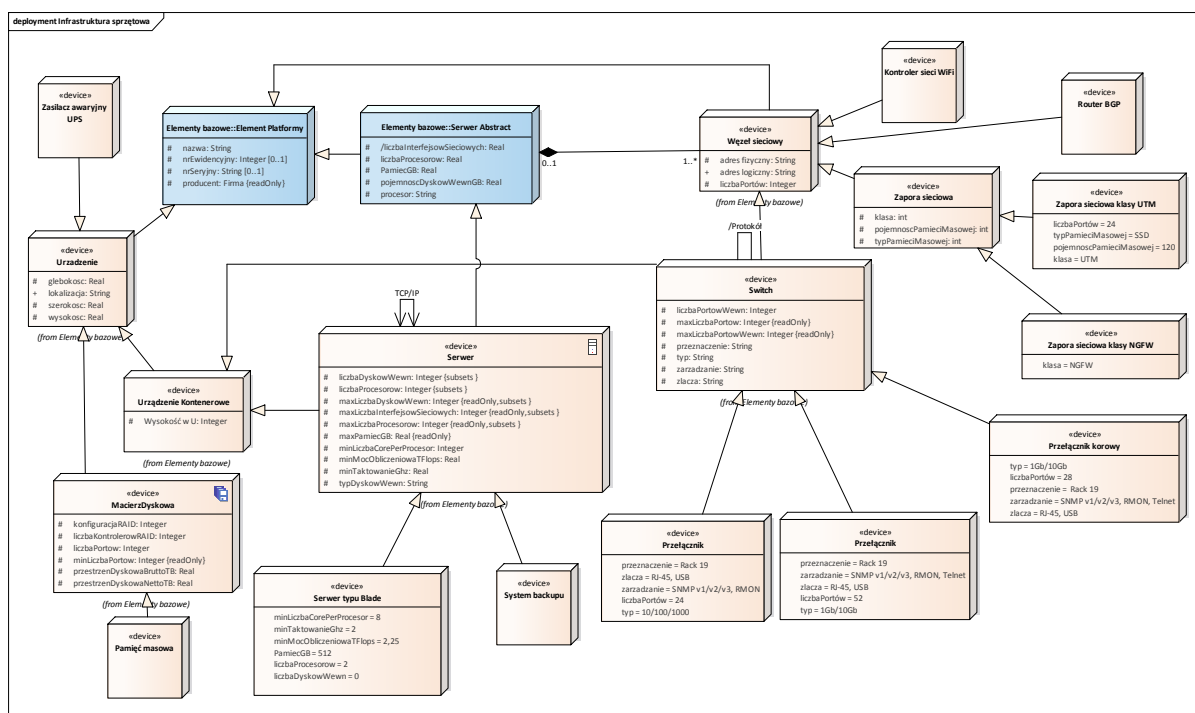 deployment Infrastruktura sprzętowa
«device»
Zasilacz awaryjny
UPS
Elementy bazowe::Element Platformy
# nazwa: String
# nrEwidencyjny: Integer [0..1]
# nrSeryjny: String [0..1]
# producent: Firma {readOnly}
Elementy bazowe::Serwer Abstract
# /liczbaInterfejsowSieciowych: Real
# liczbaProcesorow: Real
# PamiecGB: Real
# pojemnoscDyskowWewnGB: Real
# procesor: String
0..1
1..*
«device»
Węzeł sieciowy
# adres fizyczny: String
+ adres logiczny: String
# liczbaPortów: Integer
(from Elementy bazowe)
«device»
Kontroler sieci WiFi
«device»
Router BGP
«device»
Zapora sieciowa
# klasa: int
# pojemnoscPamieciMasowej: int
# typPamieciMasowej: int
«device»
Zapora sieciowa klasy UTM
liczbaPortów = 24
typPamieciMasowej = SSD
pojemnoscPamieciMasowej = 120
klasa = UTM
«device»
Zapora sieciowa klasy NGFW
klasa = NGFW
«device»
Urzadzenie
# glebokosc: Real
+ lokalizacja: String
# szerokosc: Real
# wysokosc: Real
(from Elementy bazowe)
/Protokół
«device»
Switch
# liczbaPortowWewn: Integer
# maxLiczbaPortow: Integer {readOnly}
# maxLiczbaPortowWewn: Integer {readOnly}
# przeznaczenie: String
# typ: String
# zarzadzanie: String
# zlacza: String
(from Elementy bazowe)
TCP/IP
«device»
Serwer
# liczbaDyskowWewn: Integer {subsets }
# liczbaProcesorow: Integer {subsets }
# maxLiczbaDyskowWewn: Integer {readOnly,subsets }
# maxLiczbaInterfejsowSieciowych: Integer {readOnly,subsets }
# maxLiczbaProcesorow: Integer {readOnly,subsets }
# maxPamiecGB: Real {readOnly}
# minLiczbaCorePerProcesor: Integer
# minMocObliczeniowaTFlops: Real
# minTaktowanieGhz: Real
# typDyskowWewn: String
(from Elementy bazowe)
«device»
Urządzenie Kontenerowe
# Wysokość w U: Integer
(from Elementy bazowe)
«device»
MacierzDyskowa
# konfiguracjaRAID: Integer
# liczbaKontrolerowRAID: Integer
# liczbaPortow: Integer
# minLiczbaPortow: Integer {readOnly}
# przestrzenDyskowaBruttoTB: Real
# przestrzenDyskowaNettoTB: Real
(from Elementy bazowe)
«device»
Pamięć masowa
«device»
Serwer typu Blade
minLiczbaCorePerProcesor = 8
minTaktowanieGhz = 2
minMocObliczeniowaTFlops = 2,25
PamiecGB = 512
liczbaProcesorow = 2
liczbaDyskowWewn = 0
«device»
System backupu
«device»
Przełącznik
przeznaczenie = Rack 19
zlacza = RJ-45, USB
zarzadzanie = SNMP v1/v2/v3, RMON
liczbaPortów = 24
typ = 10/100/1000
«device»
Przełącznik
przeznaczenie = Rack 19
zarzadzanie = SNMP v1/v2/v3, RMON, Telnet
zlacza = RJ-45, USB
liczbaPortów = 52
typ = 1Gb/10Gb
«device»
Przełącznik korowy
typ = 1Gb/10Gb
liczbaPortów = 28
przeznaczenie = Rack 19
zarzadzanie = SNMP v1/v2/v3, RMON, Telnet
zlacza = RJ-45, USB